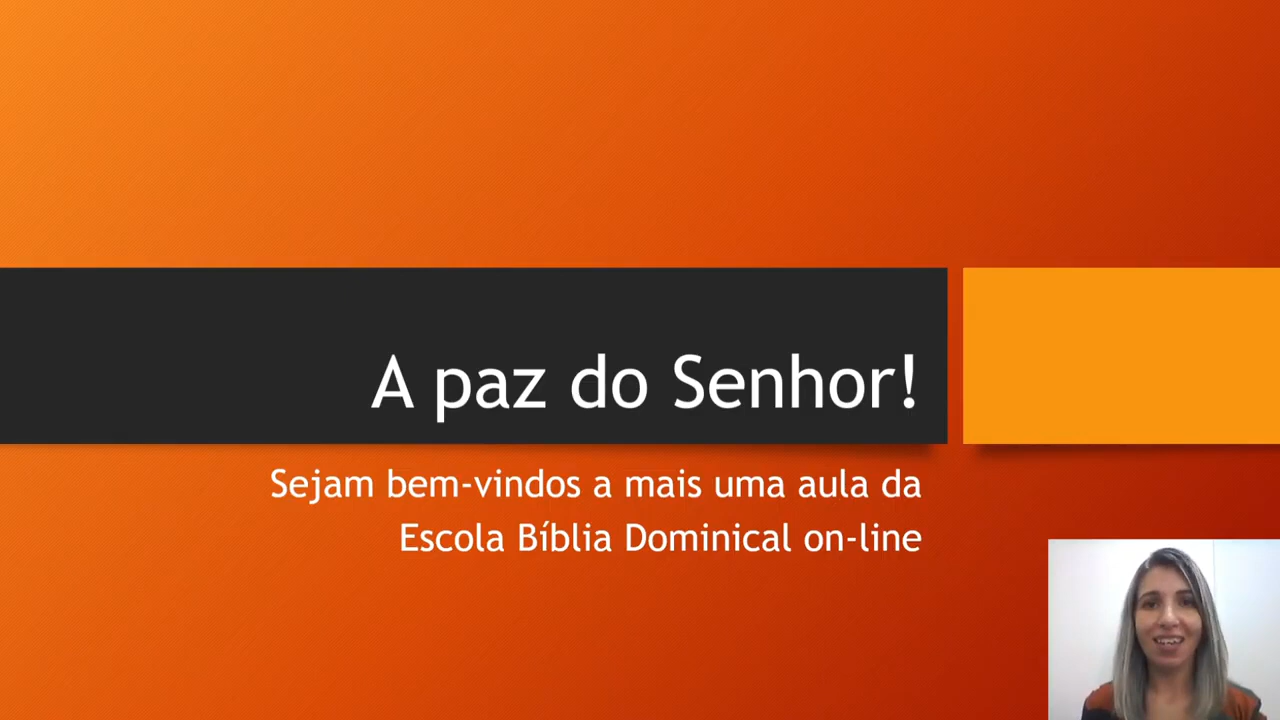 A paz do Senhor!
Sejam bem-vindos a mais uma aula da
Escola Bíblia Dominical on-line